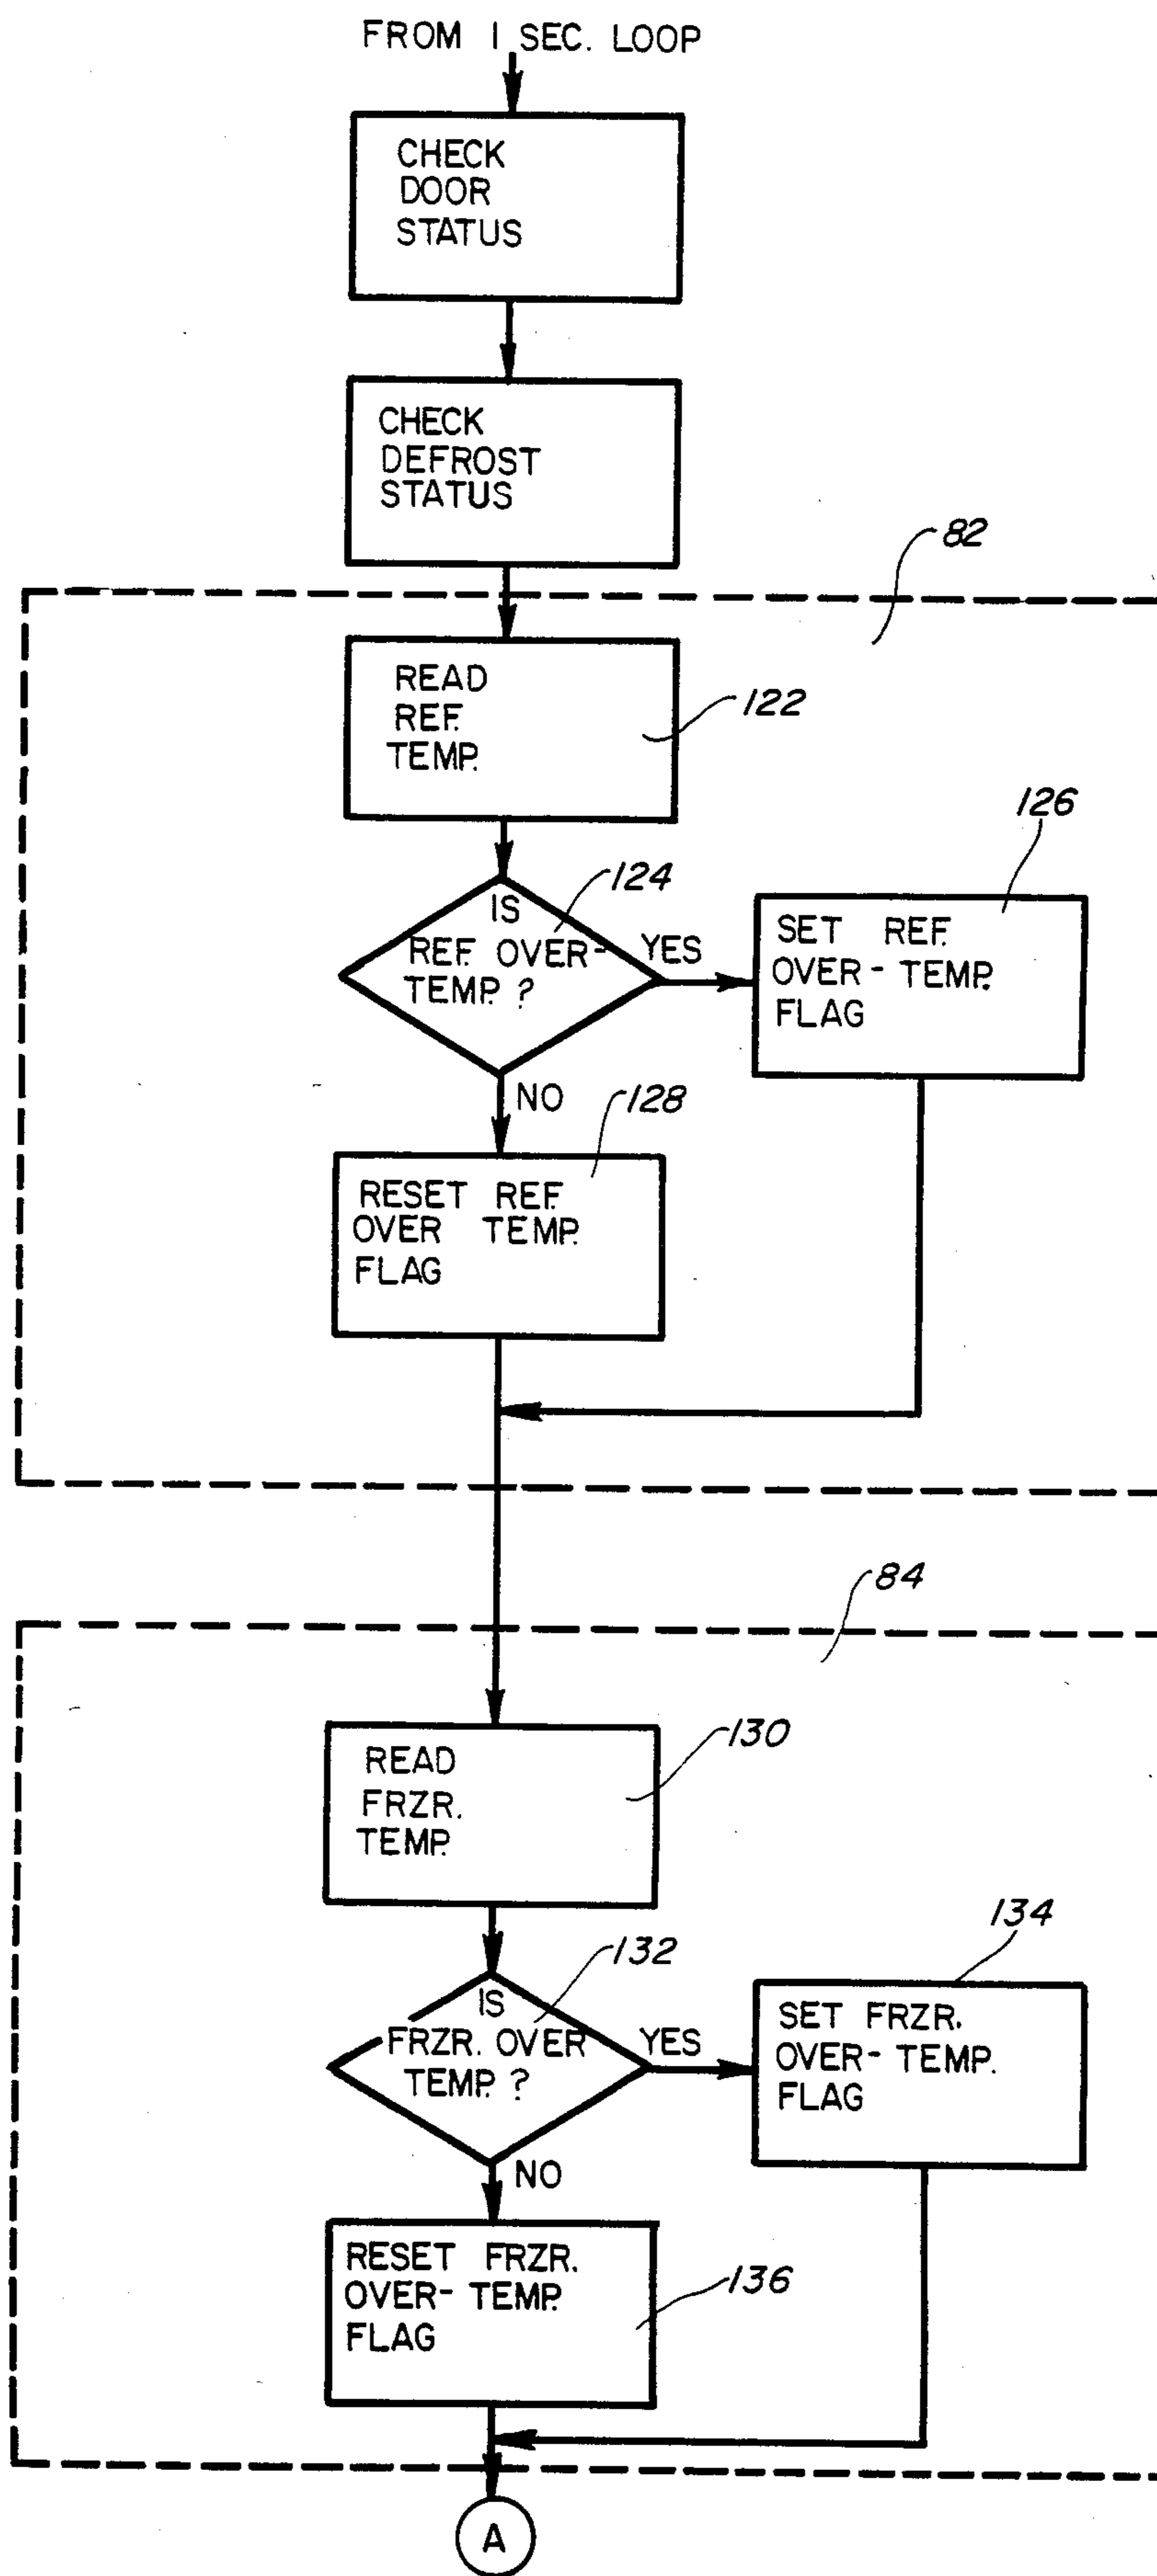 FROM 1 SEC. LOOP
CHECK
DOOR
STATUS
CHECK
DEFROST
STATUS
82
READ
REF.
TEMP.
122
124
IS
REF. OVER-
TEMP. ?
YES
126
SET REF.
OVER- TEMP.
FLAG
NO
128
RESET REF.
OVER TEMP.
FLAG
84
READ
FRZR.
TEMP.
130
132
IS
FRZR. OVER
TEMP. ?
YES
134
SET FRZR.
OVER- TEMP.
FLAG
NO
RESET FRZR.
OVER- TEMP.
FLAG
136
A